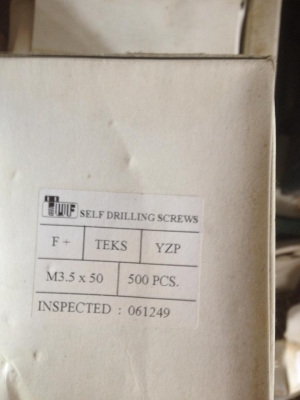 SELF DRILLING SCREWS
F + TEKS YZP
M3.5 x 50 500 PCS.
INSPECTED : 061249